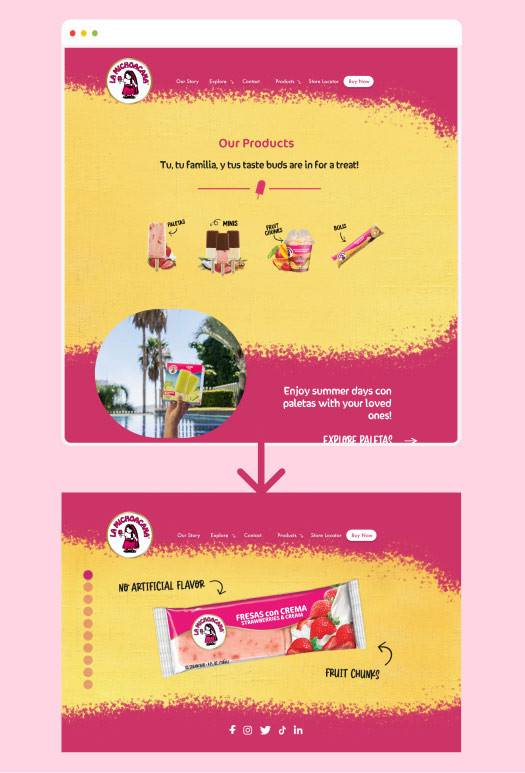 LA MICHOACANA
Our Story Explore Contact Products Store Locator Buy Now
Our Products
Tu, tu familia, y tus taste buds are in for a treat!
PALETAS
MINIS
FRUIT
CHUNKS
BOLIS
Enjoy summer days con
paletas with your loved
ones!
EXPLORE PALETAS
LA MICHOACANA
Our Story Explore Contact Products Store Locator Buy Now
NO ARTIFICIAL FLAVOR
FRESAS con CREMA
STRAWBERRIES & CREAM
FRUIT CHUNKS